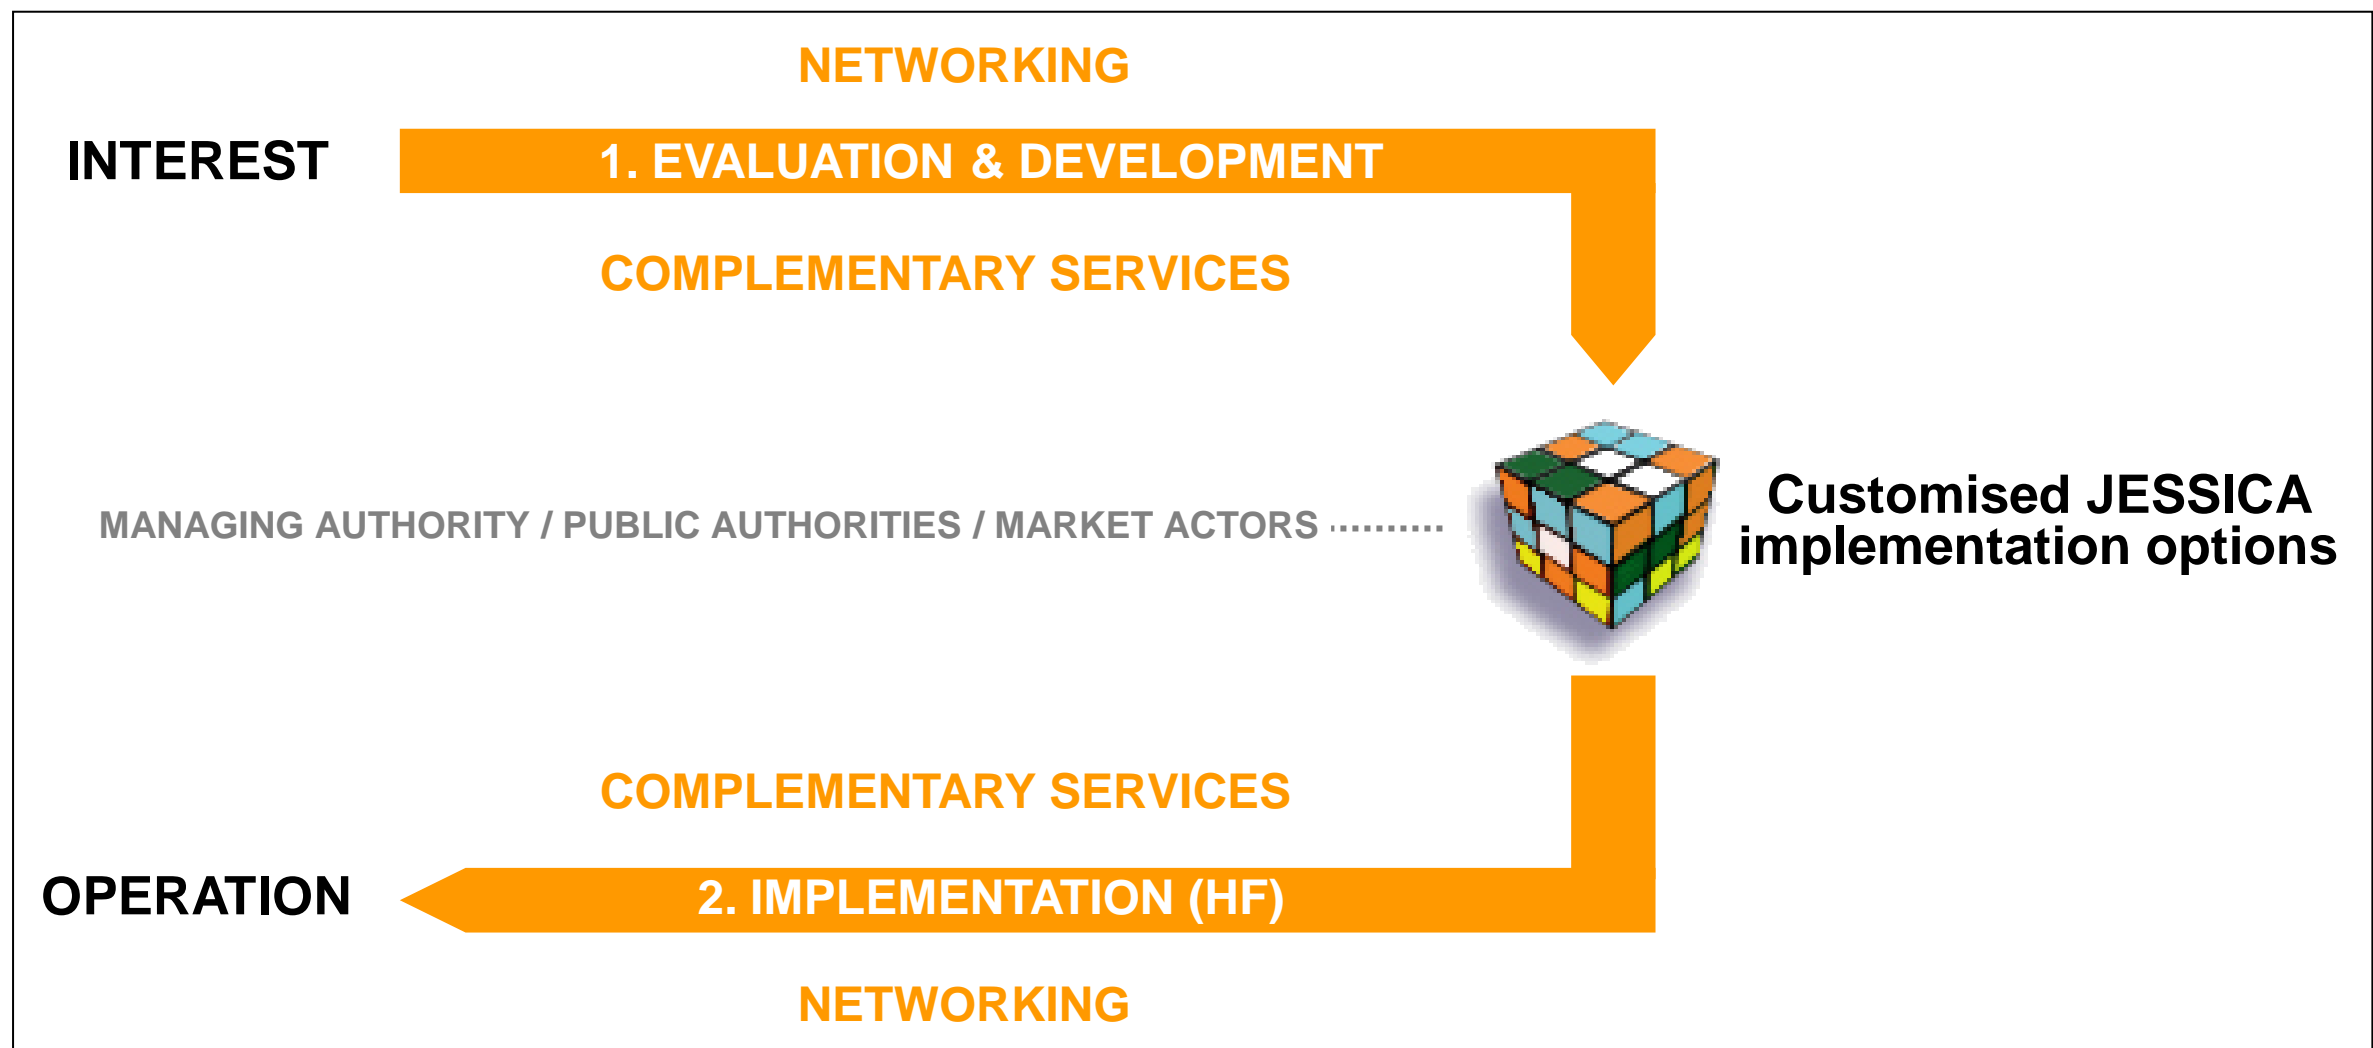 NETWORKING
INTEREST
1. EVALUATION & DEVELOPMENT
COMPLEMENTARY SERVICES
MANAGING AUTHORITY / PUBLIC AUTHORITIES / MARKET ACTORS
Customised JESSICA
implementation options
COMPLEMENTARY SERVICES
OPERATION
2. IMPLEMENTATION (HF)
NETWORKING